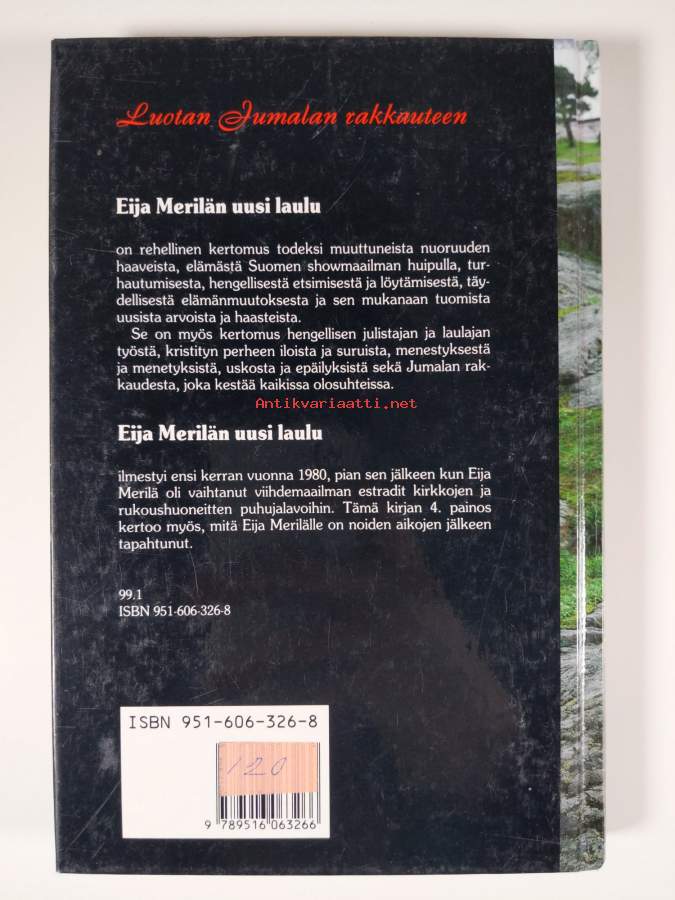 Luotan Jumalan rakkauteen
Eija Merilän uusi laulu
on rehellinen kertomus todeksi muuttuneista nuoruuden
haaveista, elämästä Suomen showmaailman huipulla, tur-
hautumisesta, hengellisestä etsimisestä ja löytämisestä, täy-
dellisestä elämänmuutoksesta ja sen mukanaan tuomista
uusista arvoista ja haasteista.
Se on myös kertomus hengellisen julistajan ja laulajan
työstä, kristityn perheen iloista ja suruista, menestyksestä
ja menetyksistä, uskosta ja epäilyksistä sekä Jumalan rak-
kaudesta, joka kestää kaikissa olosuhteissa.
Antikvariaatti.net
Eija Merilän uusi laulu
ilmestyi ensi kerran vuonna 1980, pian sen jälkeen kun Eija
Merilä oli vaihtanut viihdemaailman estradit kirkkojen ja
rukoushuoneitten puhujalavoihin. Tämä kirjan 4. painos
kertoo myös, mitä Eija Merilälle on noiden aikojen jälkeen
tapahtunut.
99.1
ISBN 951-606-326-8
ISBN 951-606-326-8
120
9 789516 063266